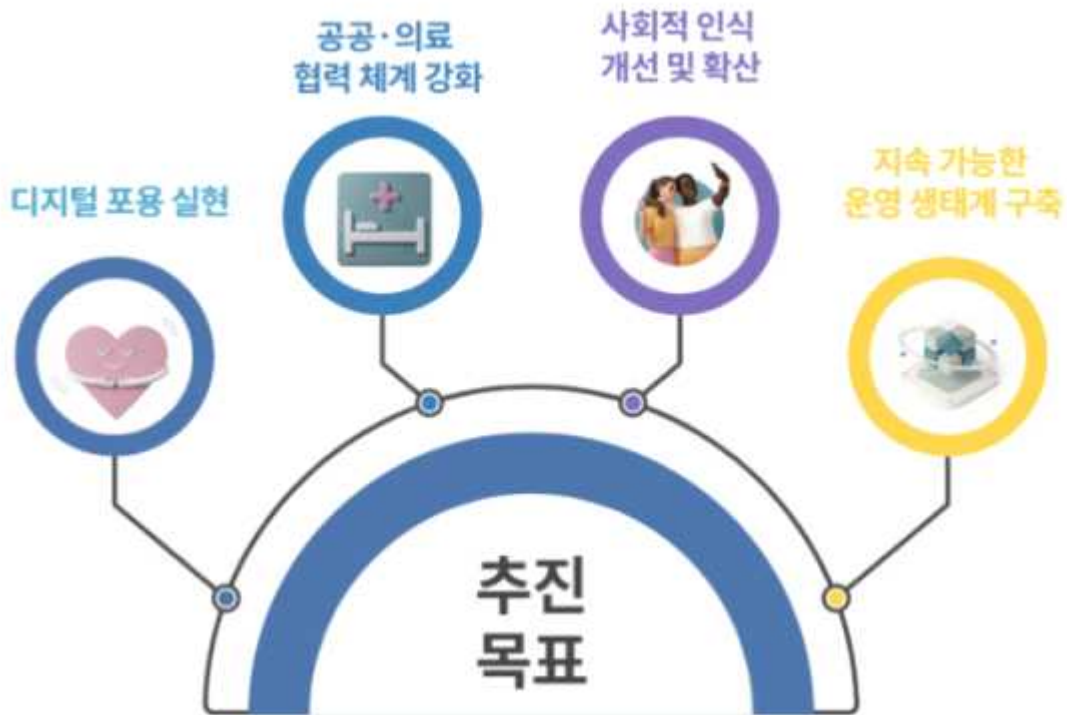 디지털 포용 실현
공공·의료
협력 체계 강화
사회적 인식
개선 및 확산
지속 가능한
운영 생태계 구축
추진
목표